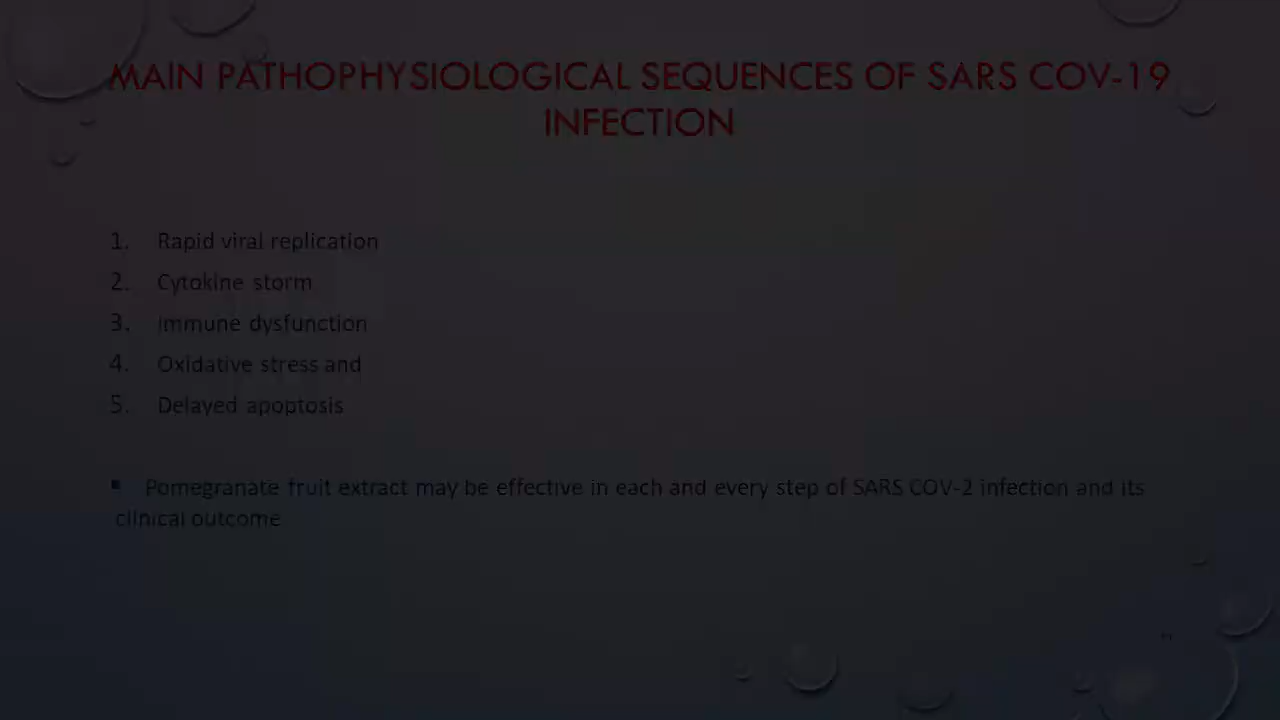 MAIN PATHOPHYSIOLOGICAL SEQUENCES OF SARS COV-19
INFECTION
1. Rapid viral replication
2. Cytokine storm
3. Immune dysfunction
4. Oxidative stress and
5. Delayed apoptosis
▪ Pomegranate fruit extract may be effective in each and every step of SARS COV-2 infection and its
clinical outcome